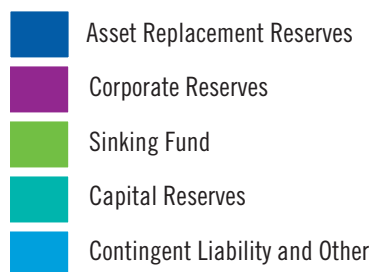 Asset Replacement Reserves
Corporate Reserves
Sinking Fund
Capital Reserves
Contingent Liability and Other